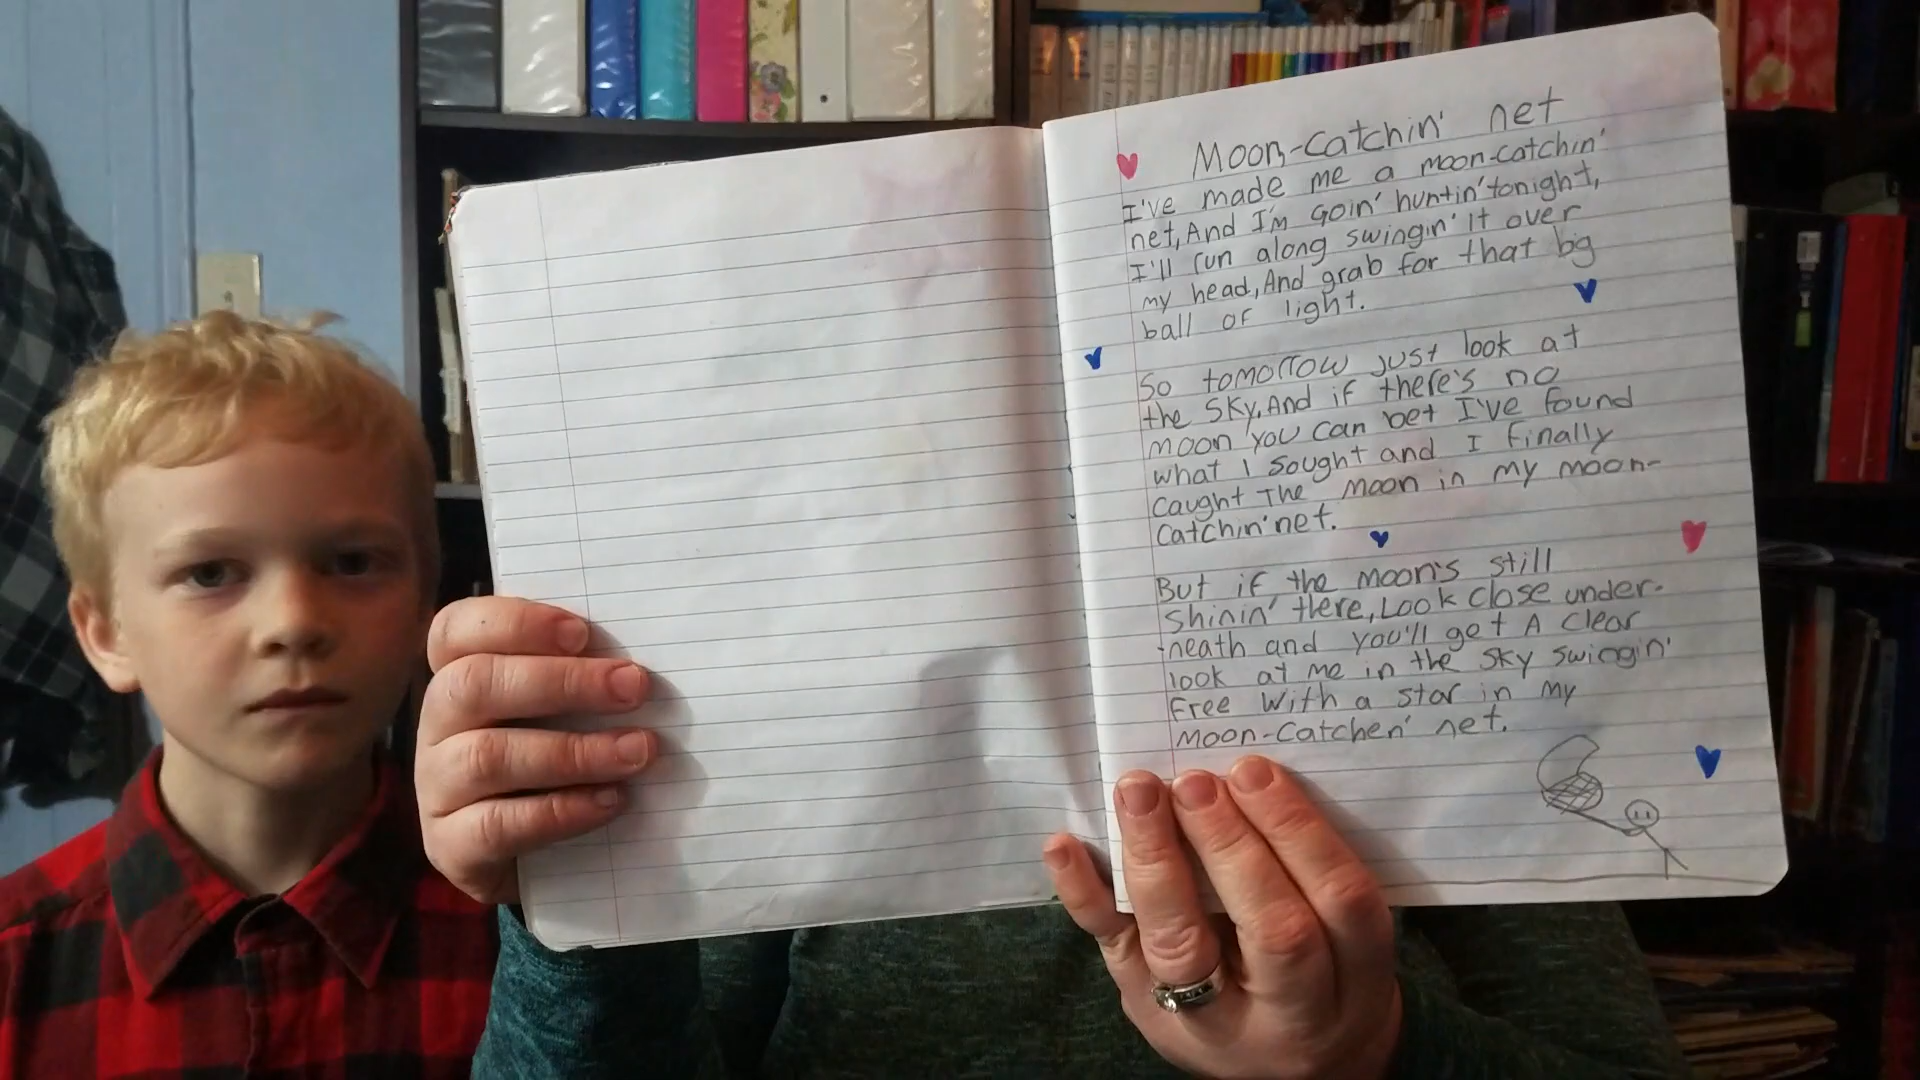 Moon-Catchin' net
I've made me a moon-catchin'
net, And I'm goin' huntin' tonight,
I'll run along swingin' It over
my head, And grab for that big
ball of light.
So tomorrow just look at
the sky, And if there's no
moon you can bet I've found
what I sought and I finally
caught The Moon in my moon-
catchin' net.
But if the moon's still
shinin' there, Look close under-
neath and you'll get A clear
look at me in the sky swingin'
free With a star in my
Moon-Catchen' net.